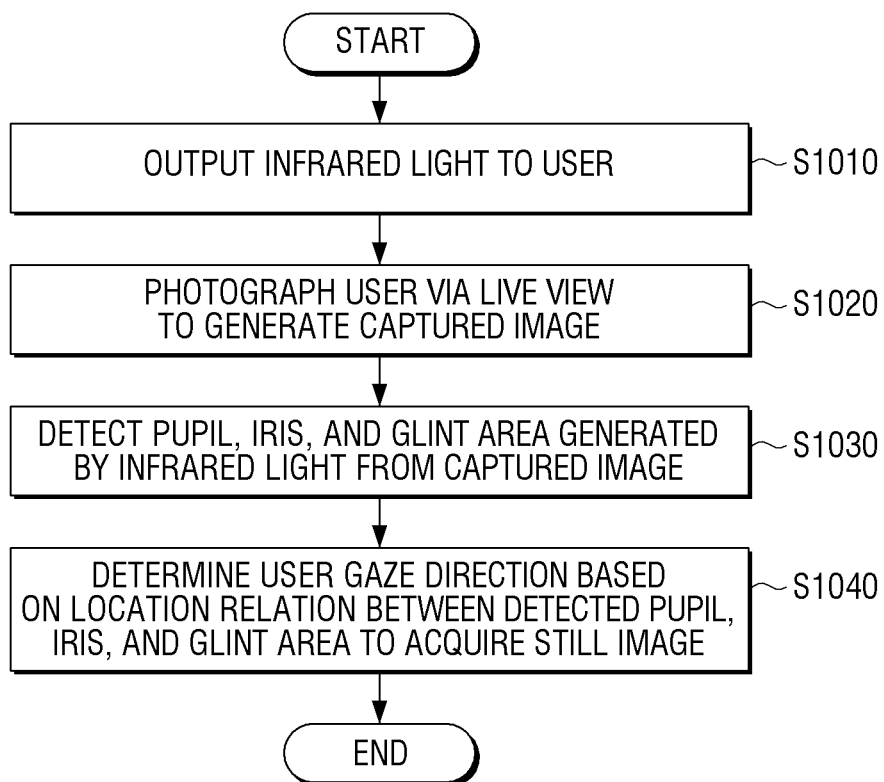 START
OUTPUT INFRARED LIGHT TO USER
S1010
PHOTOGRAPH USER VIA LIVE VIEW
TO GENERATE CAPTURED IMAGE
S1020
DETECT PUPIL, IRIS, AND GLINT AREA GENERATED
BY INFRARED LIGHT FROM CAPTURED IMAGE
S1030
DETERMINE USER GAZE DIRECTION BASED
ON LOCATION RELATION BETWEEN DETECTED PUPIL,
IRIS, AND GLINT AREA TO ACQUIRE STILL IMAGE
S1040
END